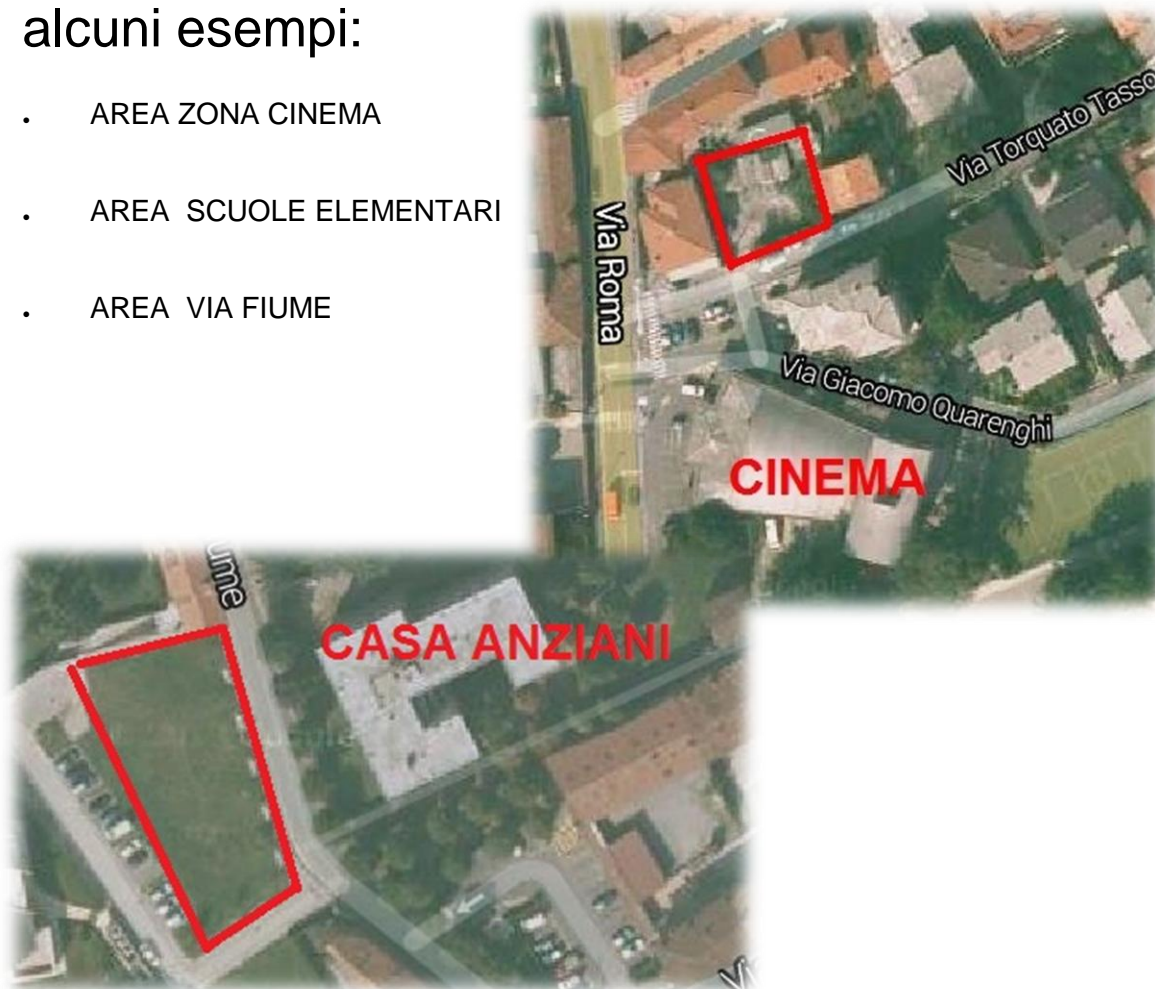 alcuni esempi:
. AREA ZONA CINEMA
. AREA SCUOLE ELEMENTARI
. AREA VIA FIUME
Via Torquato Tasso
Via Roma
Via Giacomo Quarenghi
CINEMA
ume
CASA ANZIANI
Vi